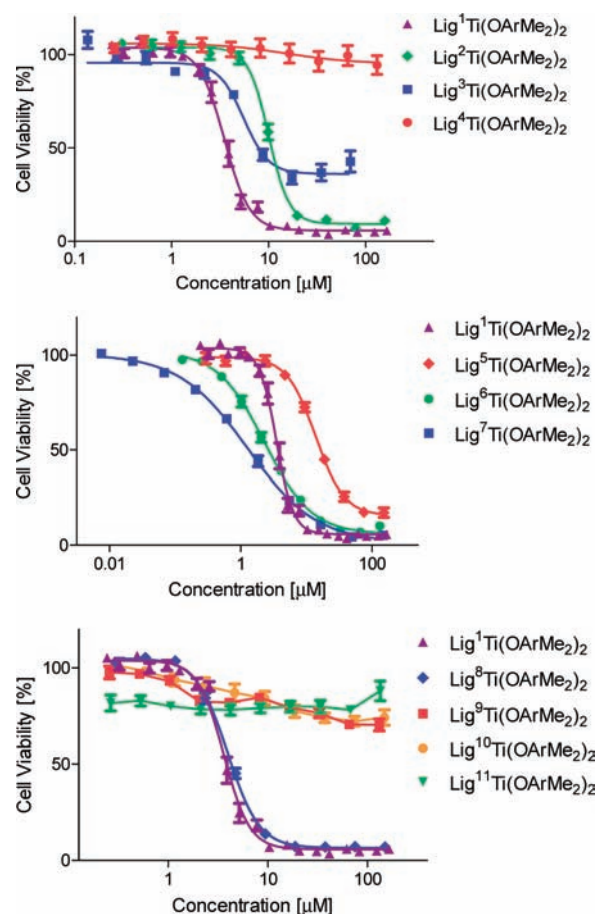 Cell Viability [%]
100
50
0
0.1
1
10
100
Concentration [µM]
Lig¹Ti(OArMe₂)₂
Lig²Ti(OArMe₂)₂
Lig³Ti(OArMe₂)₂
Lig⁴Ti(OArMe₂)₂
Cell Viability [%]
100
50
0
0.01
1
100
Concentration [µM]
Lig¹Ti(OArMe₂)₂
Lig⁵Ti(OArMe₂)₂
Lig⁶Ti(OArMe₂)₂
Lig⁷Ti(OArMe₂)₂
Cell Viability [%]
100
50
0
1
10
100
Concentration [µM]
Lig¹Ti(OArMe₂)₂
Lig⁸Ti(OArMe₂)₂
Lig⁹Ti(OArMe₂)₂
Lig¹⁰Ti(OArMe₂)₂
Lig¹¹Ti(OArMe₂)₂